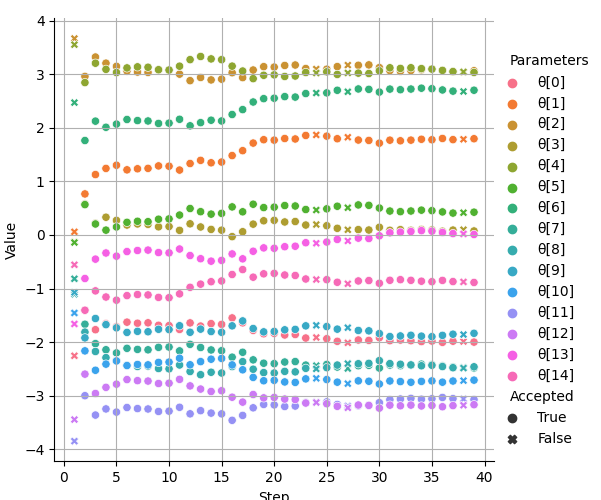 4
3
2
1
0
−1
−2
−3
−4
Value
0
5
10
15
20
25
30
35
40
Step
Parameters
θ[0]
θ[1]
θ[2]
θ[3]
θ[4]
θ[5]
θ[6]
θ[7]
θ[8]
θ[9]
θ[10]
θ[11]
θ[12]
θ[13]
θ[14]
Accepted
True
False